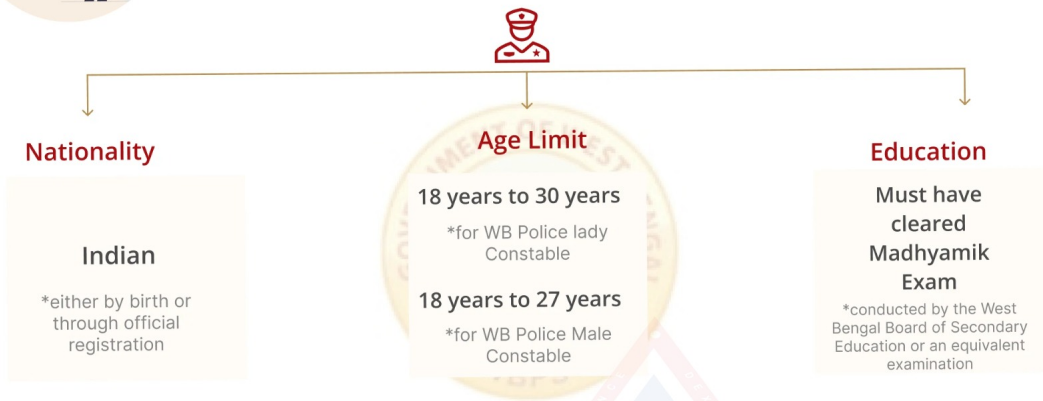 Nationality
Indian
*either by birth or
through official
registration
Age Limit
18 years to 30 years
*for WB Police lady
Constable
18 years to 27 years
*for WB Police Male
Constable
Education
Must have
cleared
Madhyamik
Exam
*conducted by the West
Bengal Board of Secondary
Education or an equivalent
examination